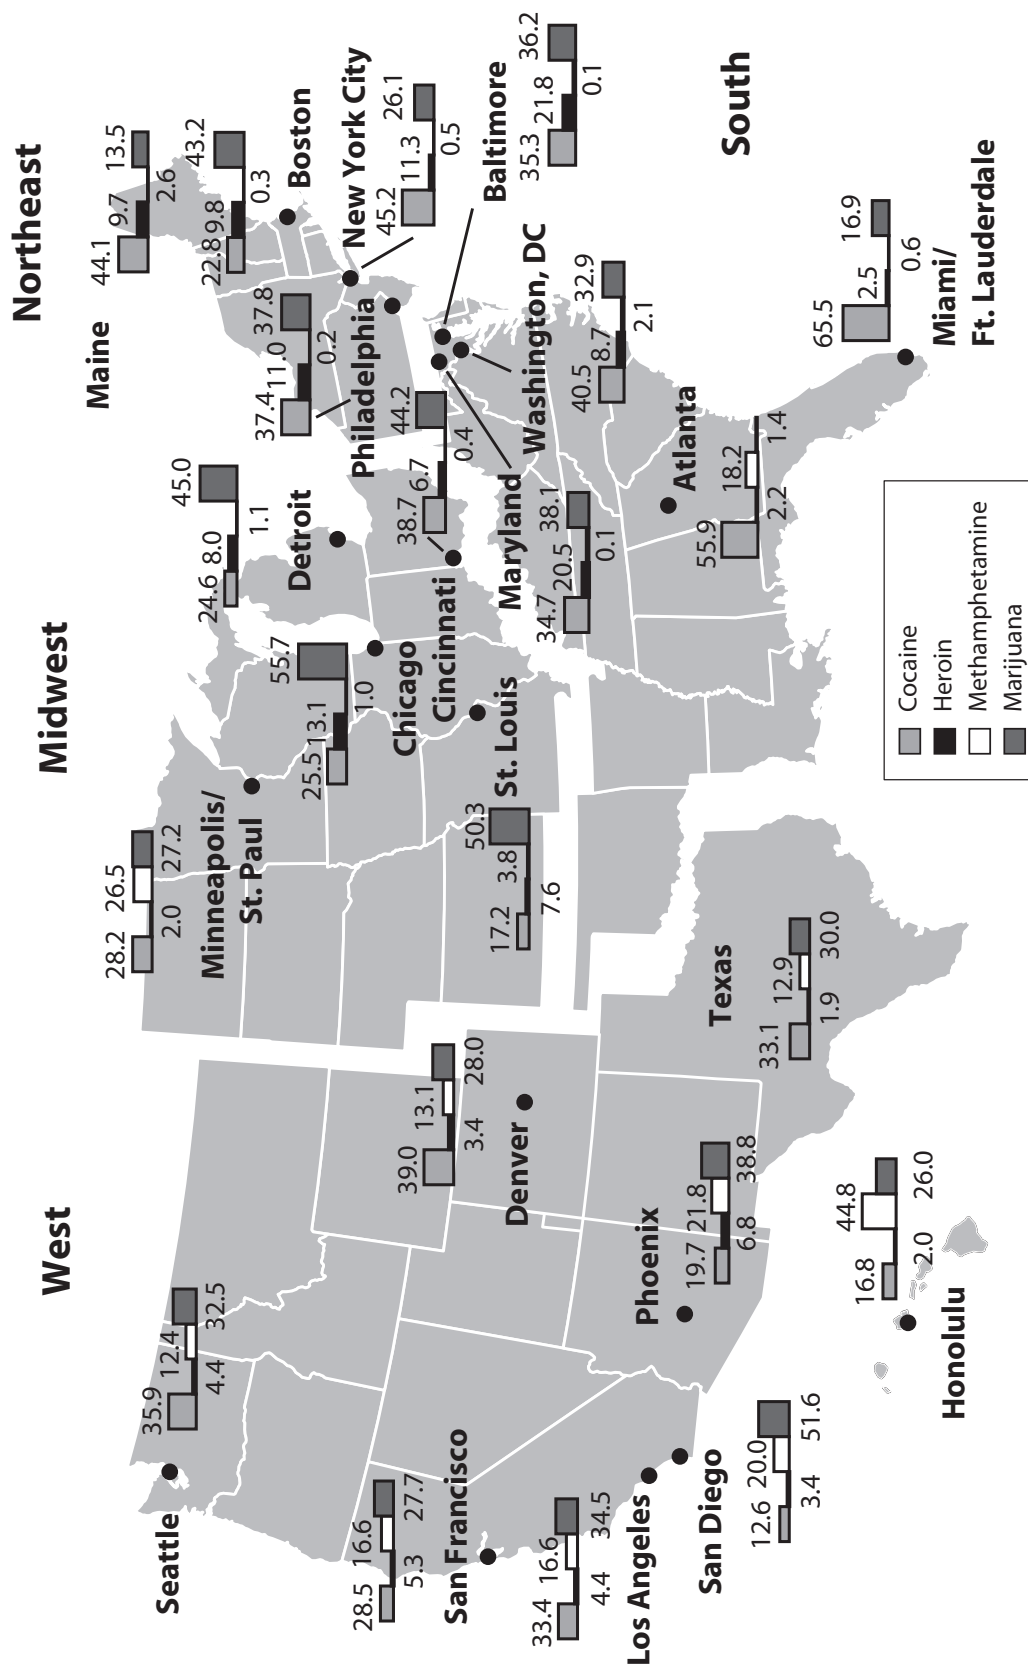 West
Midwest
Northeast
Seattle
35.9
12.4
4.4
32.5
28.5
16.6
5.3
27.7
San Francisco
33.4
16.6
4.4
34.5
Los Angeles
San Diego
12.6
20.0
3.4
51.6
39.0
13.1
3.4
28.0
Denver
Phoenix
19.7
21.8
6.8
38.8
16.8
44.8
2.0
26.0
Honolulu
28.2
26.5
2.0
27.2
Minneapolis/
St. Paul
25.5
13.1
55.7
1.0
Chicago
24.6
8.0
45.0
1.1
Detroit
17.2
3.8
50.3
7.6
St. Louis
38.7
6.7
44.2
0.4
Cincinnati
Texas
33.1
12.9
1.9
30.0
Maine
44.1
9.7
13.5
2.6
22.8
9.8
43.2
0.3
Boston
37.4
11.0
37.8
0.2
Philadelphia
New York City
45.2
11.3
26.1
0.5
Baltimore
35.3
21.8
36.2
0.1
Maryland
34.7
20.5
38.1
0.1
Washington, DC
40.5
8.7
32.9
2.1
South
Atlanta
55.9
18.2
2.2
1.4
65.5
2.5
16.9
0.6
Miami/
Ft. Lauderdale
Cocaine
Heroin
Methamphetamine
Marijuana